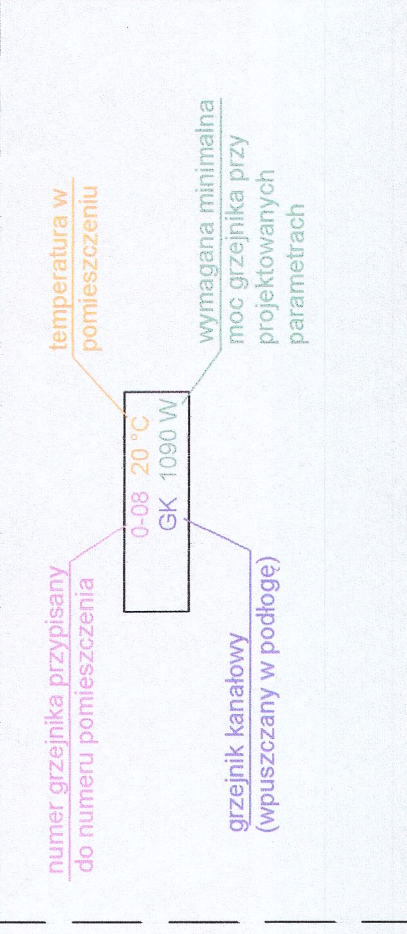 numer grzejnika przypisany
do numeru pomieszczenia
temperatura w
pomieszczeniu
0-08 20 °C
GK 1090 W
grzejnik kanałowy
(wpuszczany w podłogę)
wymagana minimalna
moc grzejnika przy
projektowanych
parametrach